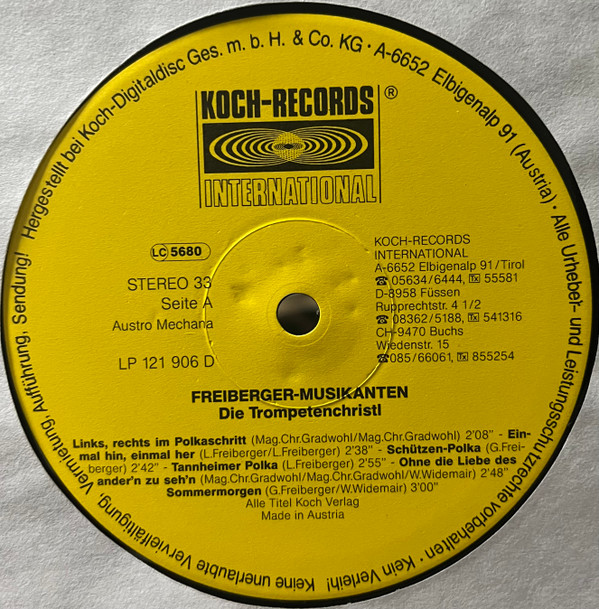 Hergestellt bei Koch-Digitaldisc Ges. m. b. H. & Co. KG · A-6652 Elbigenalp 91 (Austria) · Alle Urheber- und Leistungsschutzrechte vorbehalten · Kein Verleih! Keine unerlaubte Vervielfältigung, Vermietung, Aufführung, Sendung!
KOCH-RECORDS ®
INTERNATIONAL
LC 5680
STEREO 33
Seite A
Austro Mechana
LP 121 906 D
KOCH-RECORDS
INTERNATIONAL
A-6652 Elbigenalp 91/Tirol
☎ 05634/6444, Tx 55581
D-8958 Füssen
Rupprechtstr. 4 1/2
☎ 08362/5188, Tx 541316
CH-9470 Buchs
Wiedenstr. 15
☎ 085/66061, Tx 855254
FREIBERGER-MUSIKANTEN
Die Trompetenchristl
Links, rechts im Polkaschritt (Mag.Chr.Gradwohl/Mag.Chr.Gradwohl) 2'08" - Ein-
mal hin, einmal her (L.Freiberger/L.Freiberger) 2'38" - Schützen-Polka (G.Frei-
berger) 2'42" - Tannheimer Polka (L.Freiberger) 2'55" - Ohne die Liebe des
ander'n zu seh'n (Mag.Chr.Gradwohl/Mag.Chr.Gradwohl/W.Widemair) 2'48"
Sommermorgen (G.Freiberger/W.Widemair) 3'00"
Alle Titel Koch Verlag
Made in Austria